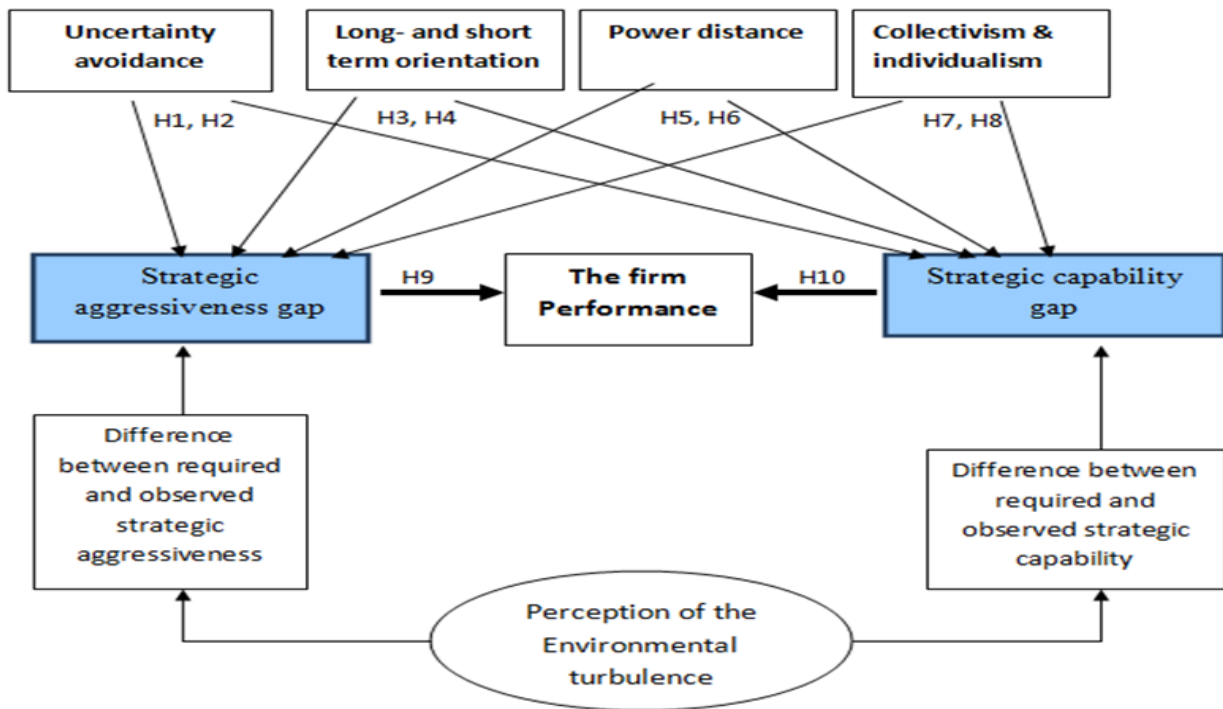 Uncertainty
avoidance
Long- and short
term orientation
Power distance
Collectivism &
individualism
H1, H2
H3, H4
H5, H6
H7, H8
Strategic
aggressiveness gap
H9
The firm
Performance
H10
Strategic capability
gap
Difference
between required
and observed
strategic
aggressiveness
Difference between
required and
observed strategic
capability
Perception of the
Environmental
turbulence